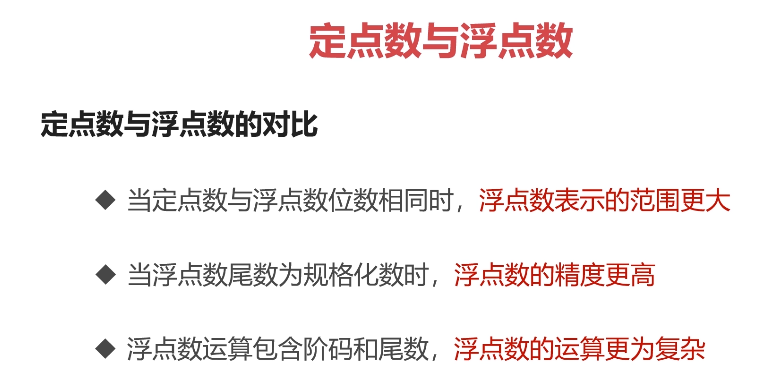 定点数与浮点数
定点数与浮点数的对比
◆ 当定点数与浮点数位数相同时，浮点数表示的范围更大
◆ 当浮点数尾数为规格化数时，浮点数的精度更高
◆ 浮点数运算包含阶码和尾数，浮点数的运算更为复杂